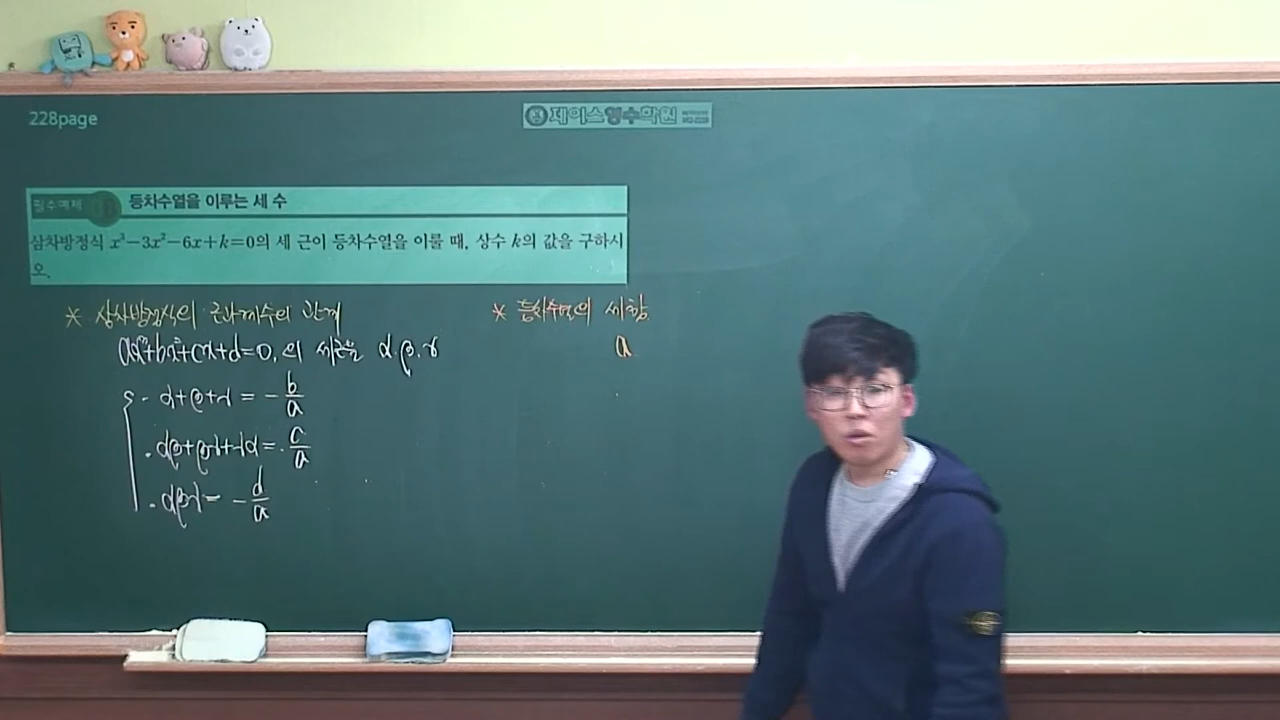 228page
제이스영수학원
필수예제 등차수열을 이루는 세 수
삼차방정식 x³-3x²-6x+k=0의 세 근이 등차수열을 이룰 때, 상수 k의 값을 구하시
오.
* 삼차방정식의 근과계수의 관계
ax³+bx²+cx+d=0, 의 세근을 α.β.γ
· α+β+γ = -b/a
· αβ+βγ+γα = c/a
· αβγ = -d/a
* 등차수열의 세항
a